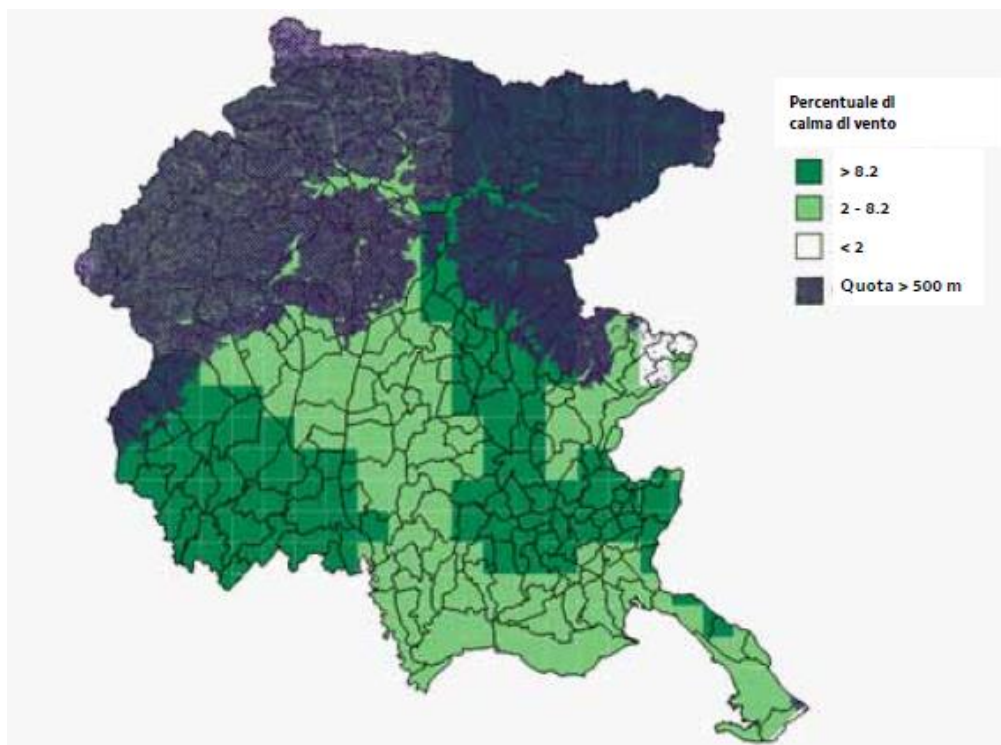 Percentuale di
calma di vento
> 8.2
2 - 8.2
< 2
Quota > 500 m